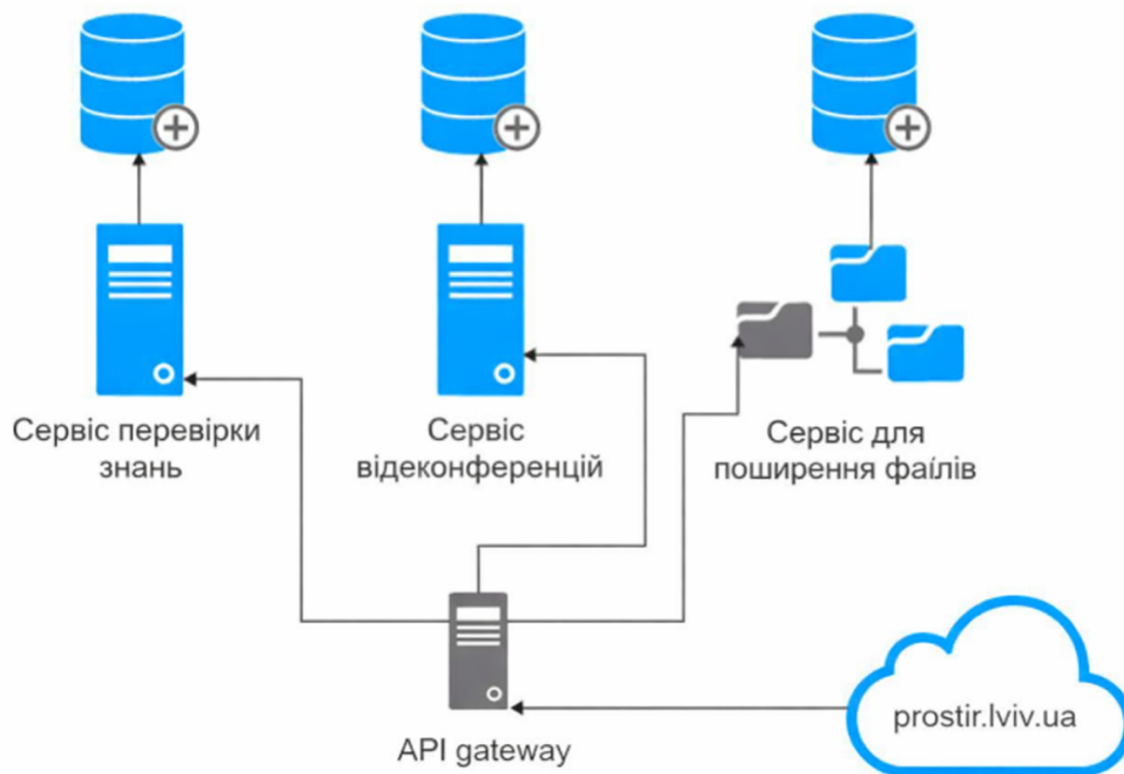 Сервіс перевірки
знань
Сервіс
відеконференцій
Сервіс для
поширення фаілів
API gateway
prostir.lviv.ua